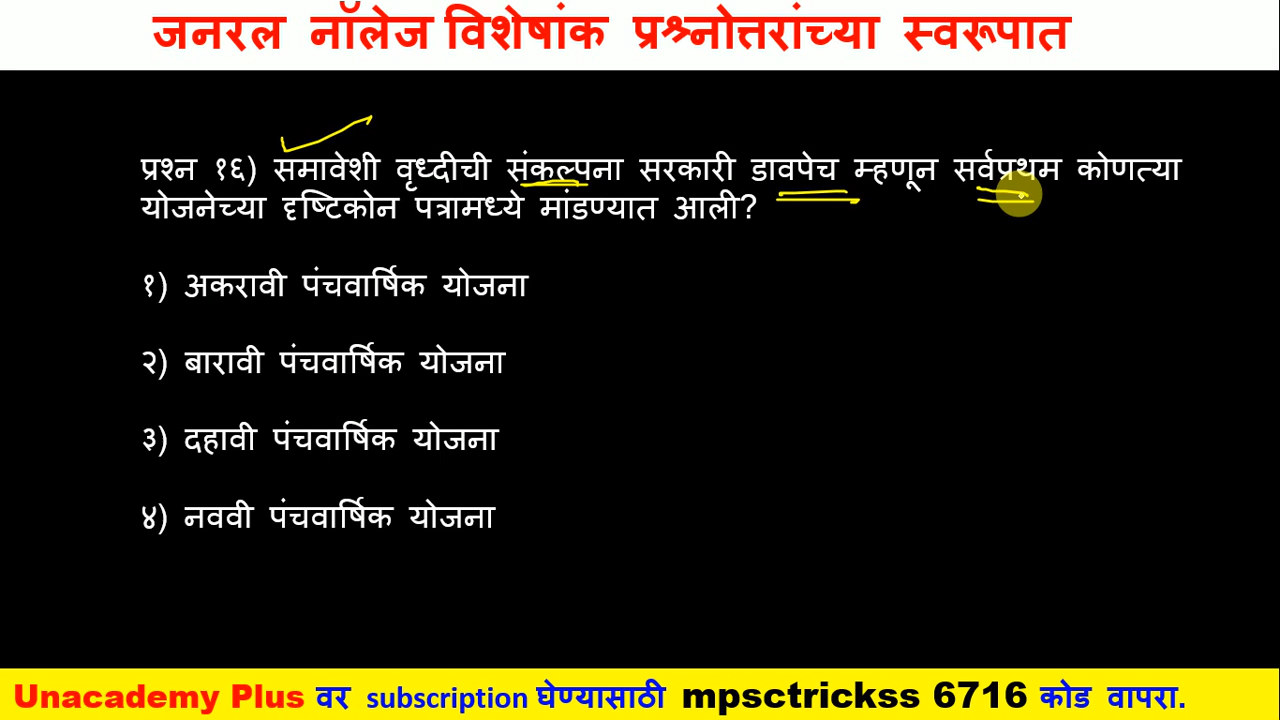 जनरल नॉलेज विशेषांक प्रश्नोत्तरांच्या स्वरूपात
प्रश्न १६) समावेशी वृध्दीची संकल्पना सरकारी डावपेच म्हणून सर्वप्रथम कोणत्या
योजनेच्या दृष्टिकोन पत्रामध्ये मांडण्यात आली?
१) अकरावी पंचवार्षिक योजना
२) बारावी पंचवार्षिक योजना
३) दहावी पंचवार्षिक योजना
४) नववी पंचवार्षिक योजना
Unacademy Plus वर subscription घेण्यासाठी mpsctrickss 6716 कोड वापरा.